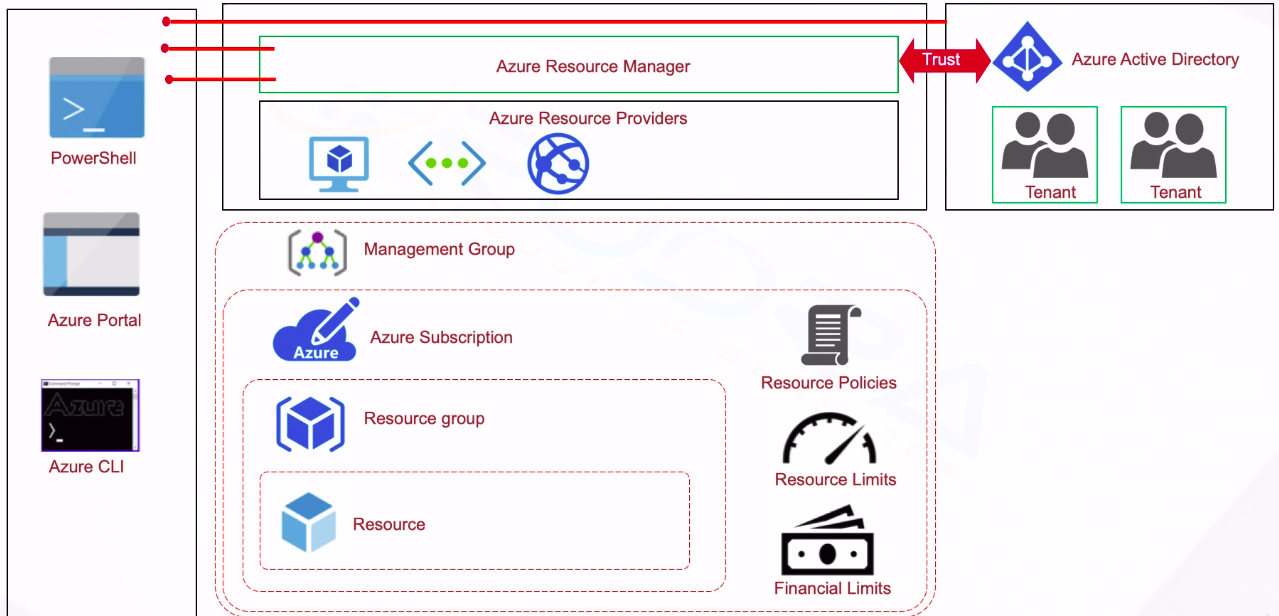 PowerShell
Azure Portal
Command Prompt
Azure
Azure CLI
Azure Resource Manager
Azure Resource Providers
Trust
Azure Active Directory
Tenant
Tenant
Management Group
Azure
Azure Subscription
Resource group
Resource
Resource Policies
Resource Limits
Financial Limits